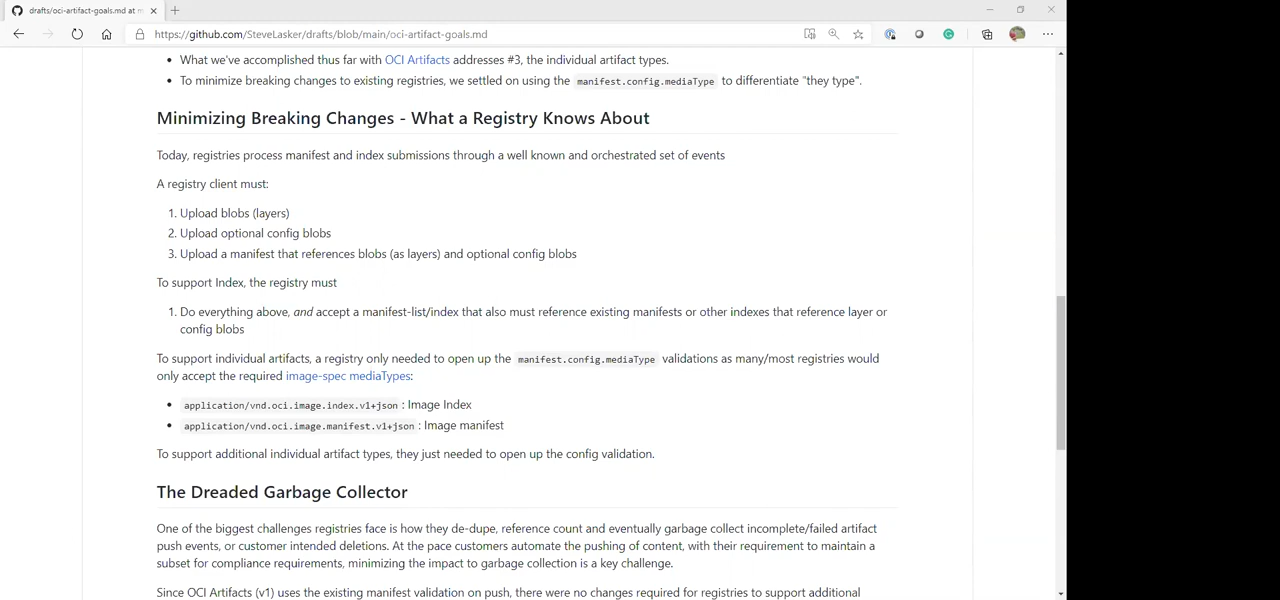 drafts/oci-artifact-goals.md at m
https://github.com/SteveLasker/drafts/blob/main/oci-artifact-goals.md
What we've accomplished thus far with OCI Artifacts addresses #3, the individual artifact types.
To minimize breaking changes to existing registries, we settled on using the manifest.config.mediaType to differentiate "they type".
Minimizing Breaking Changes - What a Registry Knows About
Today, registries process manifest and index submissions through a well known and orchestrated set of events
A registry client must:
1. Upload blobs (layers)
2. Upload optional config blobs
3. Upload a manifest that references blobs (as layers) and optional config blobs
To support Index, the registry must
1. Do everything above, and accept a manifest-list/index that also must reference existing manifests or other indexes that reference layer or
config blobs
To support individual artifacts, a registry only needed to open up the manifest.config.mediaType validations as many/most registries would
only accept the required image-spec mediaTypes:
application/vnd.oci.image.index.v1+json : Image Index
application/vnd.oci.image.manifest.v1+json : Image manifest
To support additional individual artifact types, they just needed to open up the config validation.
The Dreaded Garbage Collector
One of the biggest challenges registries face is how they de-dupe, reference count and eventually garbage collect incomplete/failed artifact
push events, or customer intended deletions. At the pace customers automate the pushing of content, with their requirement to maintain a
subset for compliance requirements, minimizing the impact to garbage collection is a key challenge.
Since OCI Artifacts (v1) uses the existing manifest validation on push, there were no changes required for registries to support additional